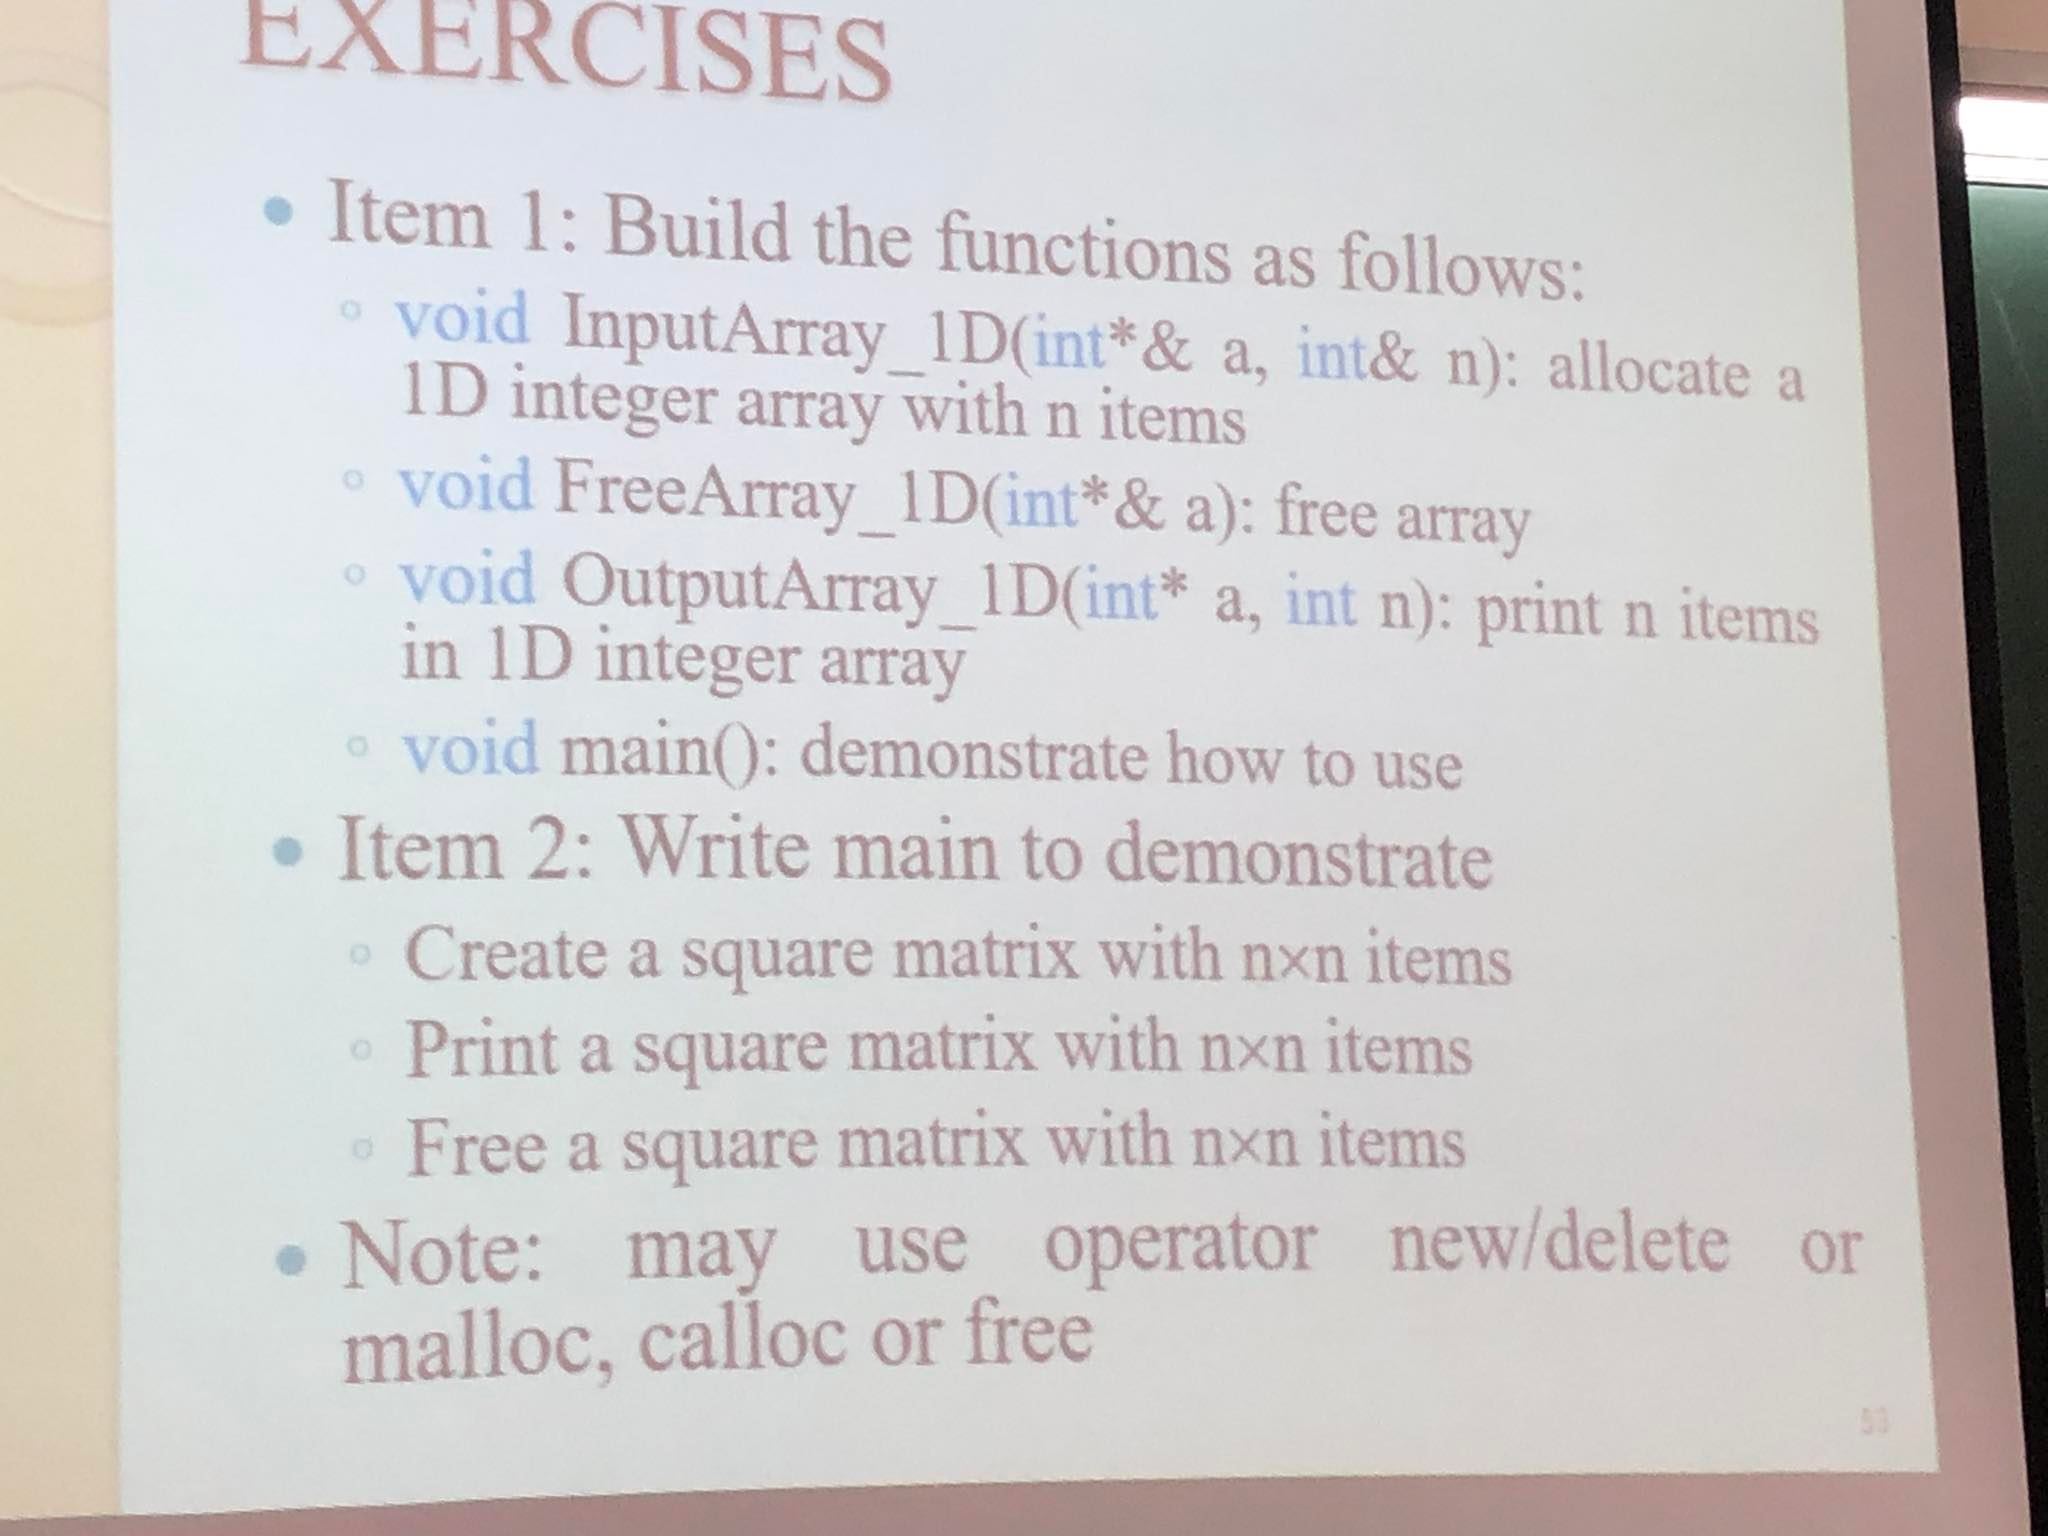 EXERCISES
• Item 1: Build the functions as follows:
◦ void InputArray_1D(int*& a, int& n): allocate a
1D integer array with n items
◦ void FreeArray_1D(int*& a): free array
◦ void OutputArray_1D(int* a, int n): print n items
in 1D integer array
◦ void main(): demonstrate how to use
• Item 2: Write main to demonstrate
◦ Create a square matrix with n×n items
◦ Print a square matrix with n×n items
◦ Free a square matrix with n×n items
• Note: may use operator new/delete or
malloc, calloc or free